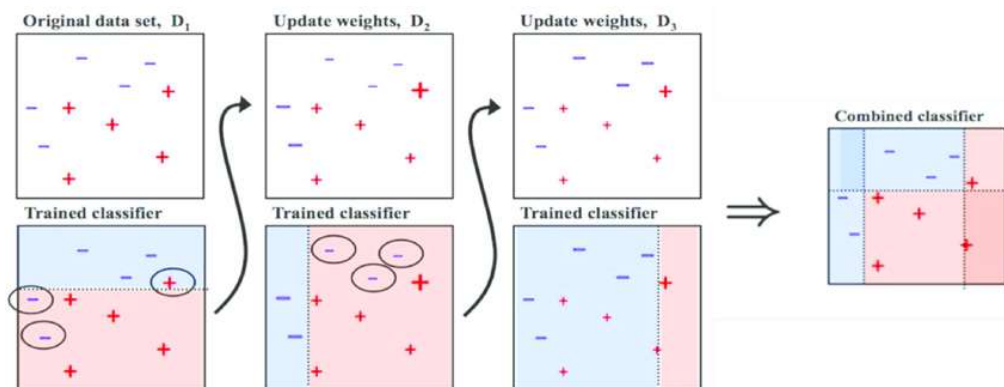 Original data set, D1
Update weights, D2
Update weights, D3
Combined classifier
Trained classifier
Trained classifier
Trained classifier